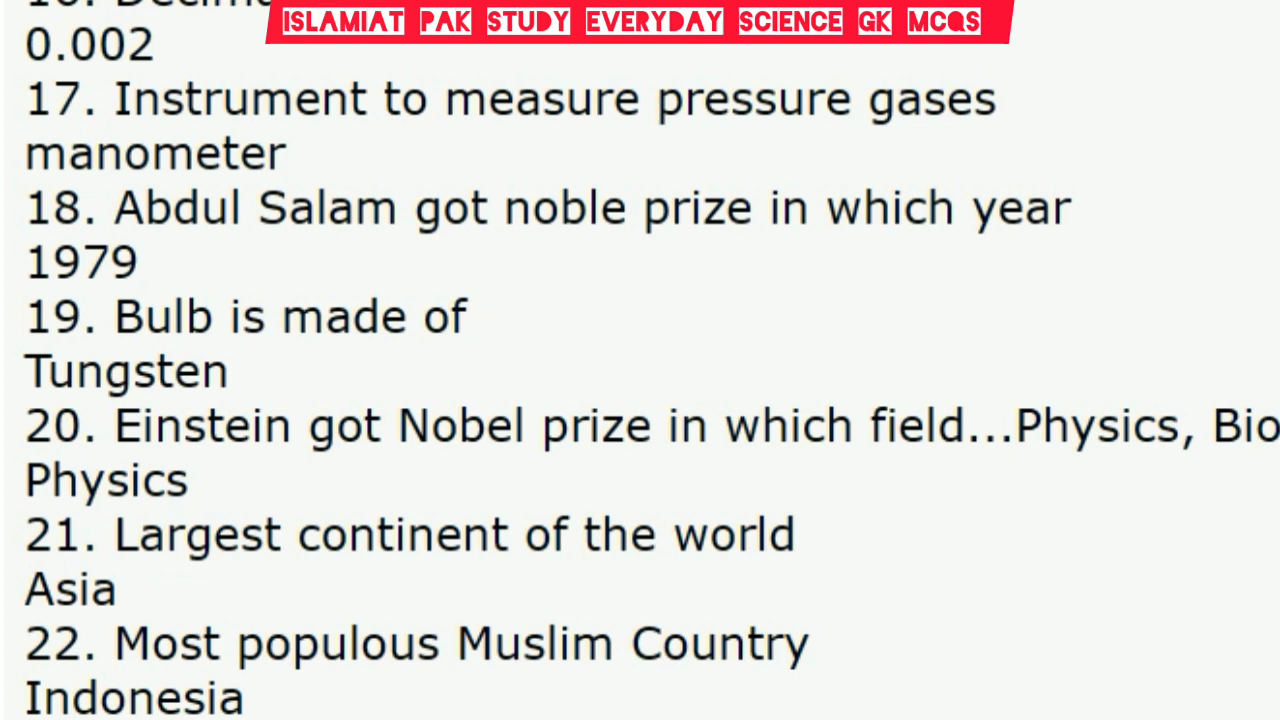 ISLAMIAT PAK STUDY EVERYDAY SCIENCE GK MCQS
0.002
17. Instrument to measure pressure gases
manometer
18. Abdul Salam got noble prize in which year
1979
19. Bulb is made of
Tungsten
20. Einstein got Nobel prize in which field...Physics, Bio
Physics
21. Largest continent of the world
Asia
22. Most populous Muslim Country
Indonesia